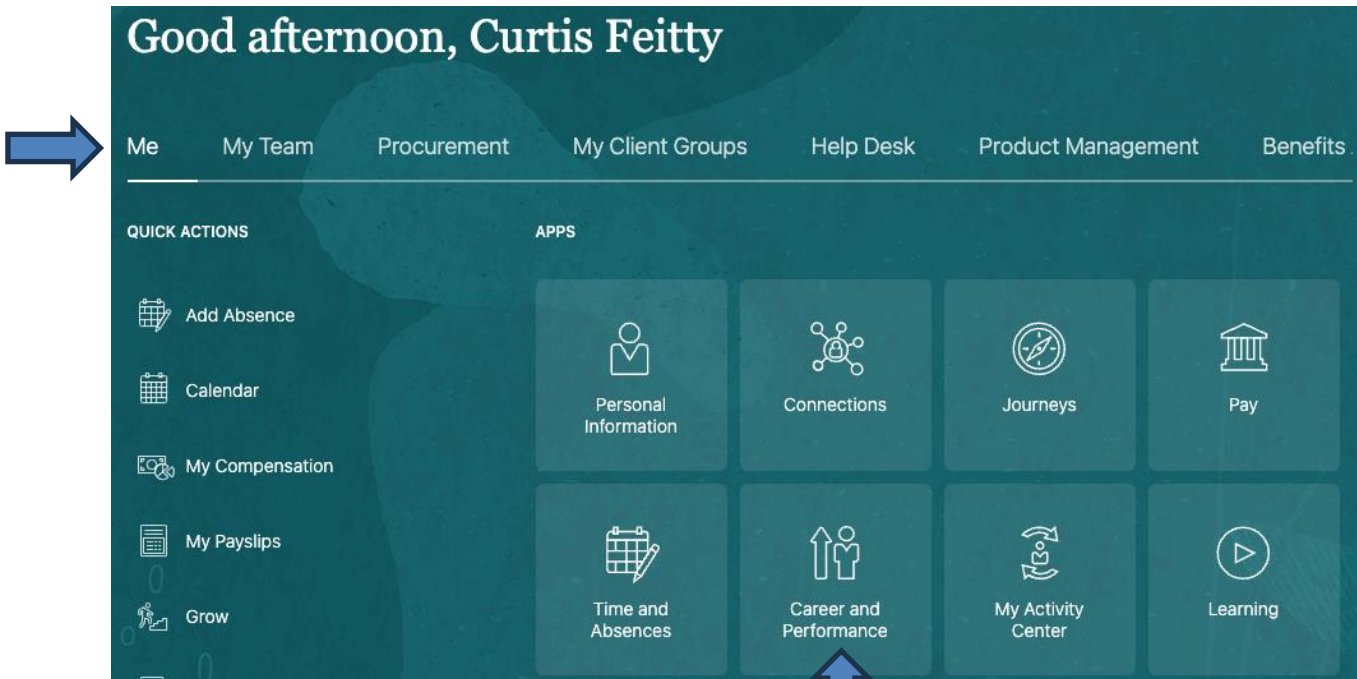 Good afternoon, Curtis Feitty
Me My Team Procurement My Client Groups Help Desk Product Management Benefits
QUICK ACTIONS
APPS
Add Absence
Calendar
My Compensation
My Payslips
Grow
Personal
Information
Connections
Journeys
Pay
Time and
Absences
Career and
Performance
My Activity
Center
Learning